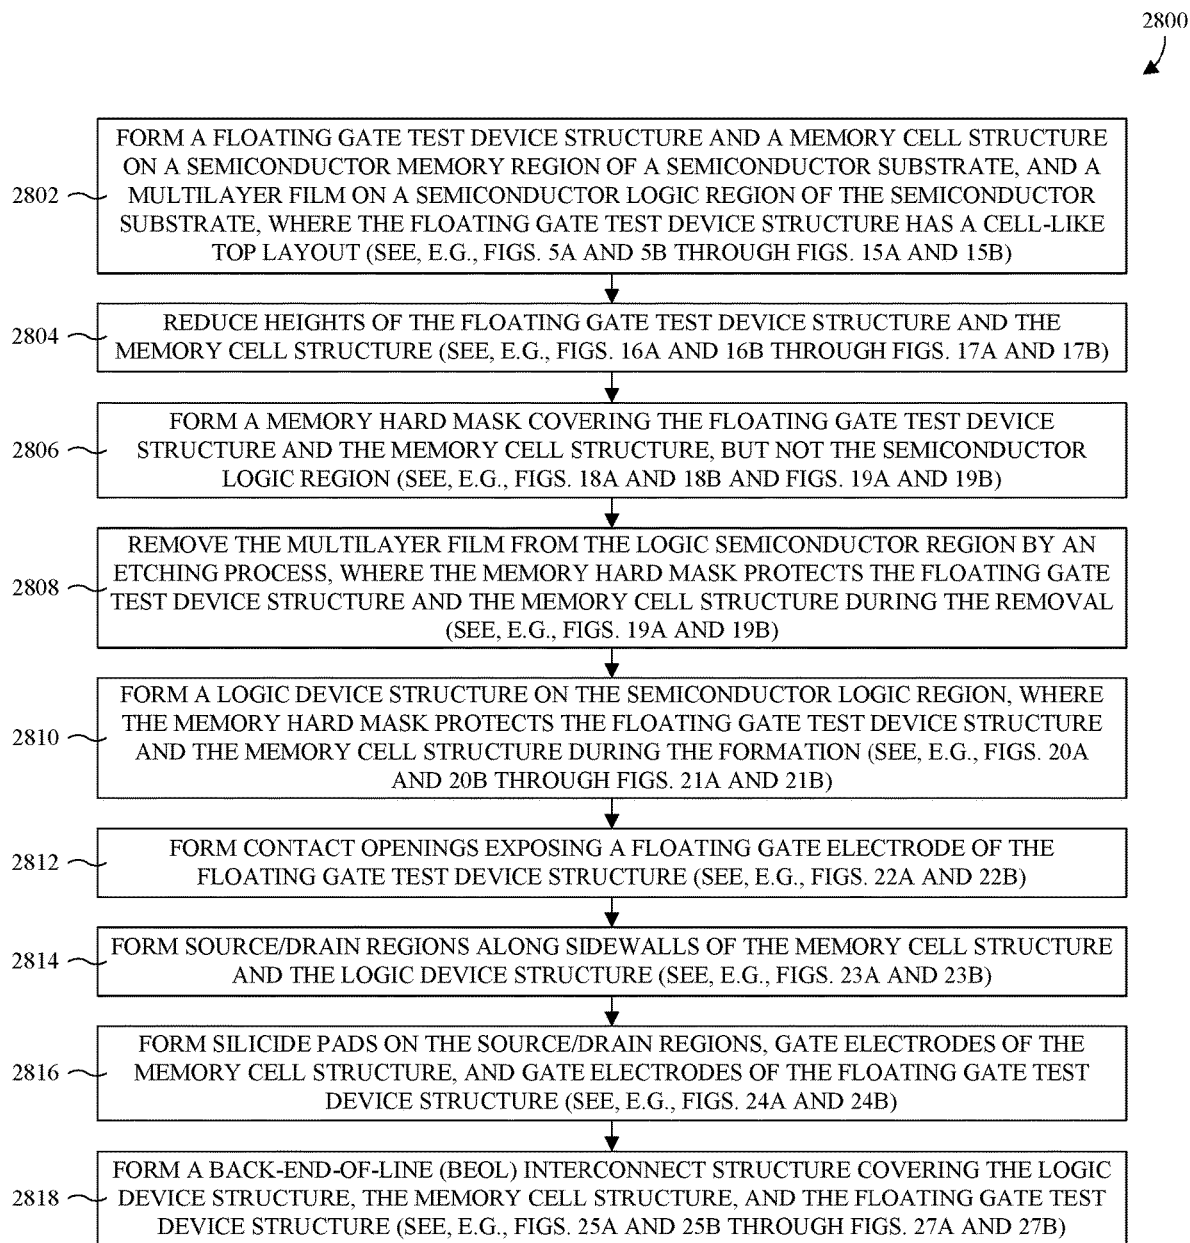 2800
FORM A FLOATING GATE TEST DEVICE STRUCTURE AND A MEMORY CELL STRUCTURE
ON A SEMICONDUCTOR MEMORY REGION OF A SEMICONDUCTOR SUBSTRATE, AND A
2802
MULTILAYER FILM ON A SEMICONDUCTOR LOGIC REGION OF THE SEMICONDUCTOR
SUBSTRATE, WHERE THE FLOATING GATE TEST DEVICE STRUCTURE HAS A CELL-LIKE
TOP LAYOUT (SEE, E.G., FIGS. 5A AND 5B THROUGH FIGS. 15A AND 15B)
2804
REDUCE HEIGHTS OF THE FLOATING GATE TEST DEVICE STRUCTURE AND THE
MEMORY CELL STRUCTURE (SEE, E.G., FIGS. 16A AND 16B THROUGH FIGS. 17A AND 17B)
FORM A MEMORY HARD MASK COVERING THE FLOATING GATE TEST DEVICE
2806
STRUCTURE AND THE MEMORY CELL STRUCTURE, BUT NOT THE SEMICONDUCTOR
LOGIC REGION (SEE, E.G., FIGS. 18A AND 18B AND FIGS. 19A AND 19B)
REMOVE THE MULTILAYER FILM FROM THE LOGIC SEMICONDUCTOR REGION BY AN
2808
ETCHING PROCESS, WHERE THE MEMORY HARD MASK PROTECTS THE FLOATING GATE
TEST DEVICE STRUCTURE AND THE MEMORY CELL STRUCTURE DURING THE REMOVAL
(SEE, E.G., FIGS. 19A AND 19B)
FORM A LOGIC DEVICE STRUCTURE ON THE SEMICONDUCTOR LOGIC REGION, WHERE
2810
THE MEMORY HARD MASK PROTECTS THE FLOATING GATE TEST DEVICE STRUCTURE
AND THE MEMORY CELL STRUCTURE DURING THE FORMATION (SEE, E.G., FIGS. 20A
AND 20B THROUGH FIGS. 21A AND 21B)
2812
FORM CONTACT OPENINGS EXPOSING A FLOATING GATE ELECTRODE OF THE
FLOATING GATE TEST DEVICE STRUCTURE (SEE, E.G., FIGS. 22A AND 22B)
2814
FORM SOURCE/DRAIN REGIONS ALONG SIDEWALLS OF THE MEMORY CELL STRUCTURE
AND THE LOGIC DEVICE STRUCTURE (SEE, E.G., FIGS. 23A AND 23B)
FORM SILICIDE PADS ON THE SOURCE/DRAIN REGIONS, GATE ELECTRODES OF THE
2816
MEMORY CELL STRUCTURE, AND GATE ELECTRODES OF THE FLOATING GATE TEST
DEVICE STRUCTURE (SEE, E.G., FIGS. 24A AND 24B)
FORM A BACK-END-OF-LINE (BEOL) INTERCONNECT STRUCTURE COVERING THE LOGIC
2818
DEVICE STRUCTURE, THE MEMORY CELL STRUCTURE, AND THE FLOATING GATE TEST
DEVICE STRUCTURE (SEE, E.G., FIGS. 25A AND 25B THROUGH FIGS. 27A AND 27B)